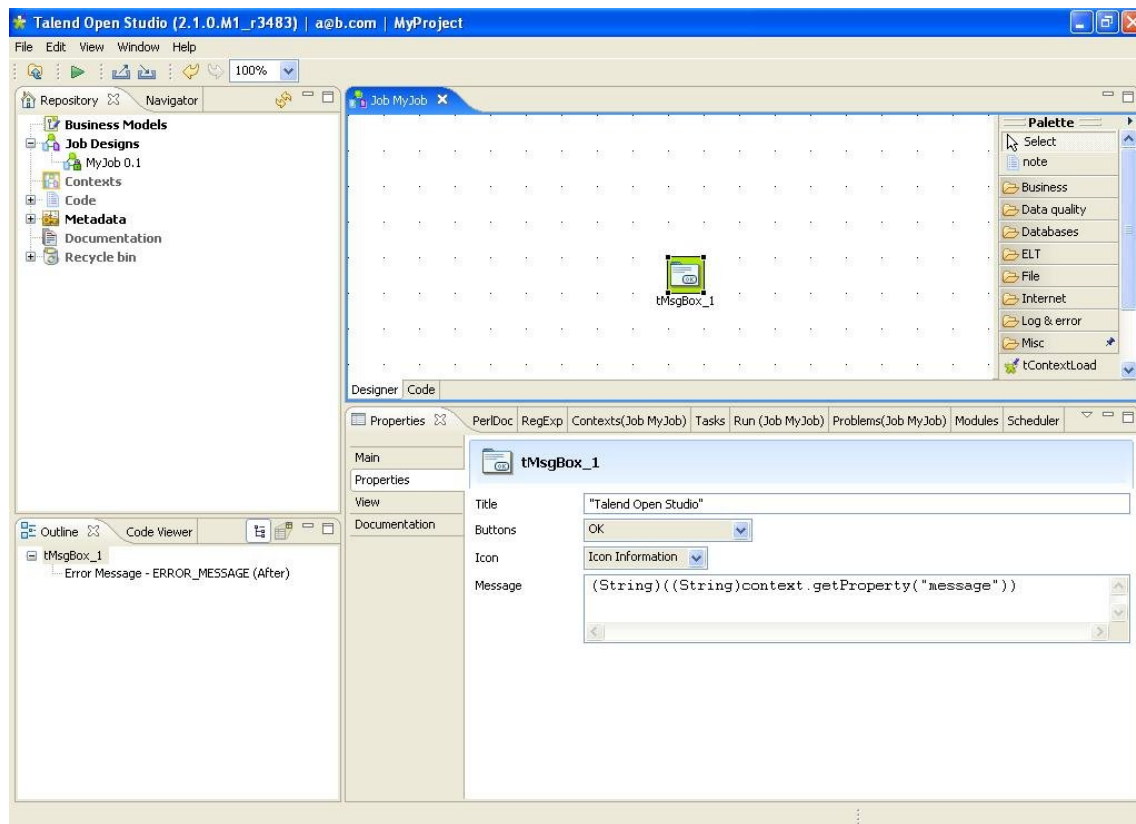 Talend Open Studio (2.1.0.M1_r3483) | a@b.com | MyProject
File Edit View Window Help
100%
Repository Navigator
Business Models
Job Designs
MyJob 0.1
Contexts
Code
Metadata
Documentation
Recycle bin
Job MyJob
Palette
Select
note
Business
Data quality
Databases
ELT
File
Internet
Log & error
Misc
tContextLoad
tMsgBox_1
Designer Code
Outline Code Viewer
tMsgBox_1
Error Message - ERROR_MESSAGE (After)
Properties PerlDoc RegExp Contexts(Job MyJob) Tasks Run (Job MyJob) Problems(Job MyJob) Modules Scheduler
Main
Properties
View
Documentation
OK tMsgBox_1
Title "Talend Open Studio"
Buttons OK
Icon Icon Information
Message (String)((String)context.getProperty("message"))